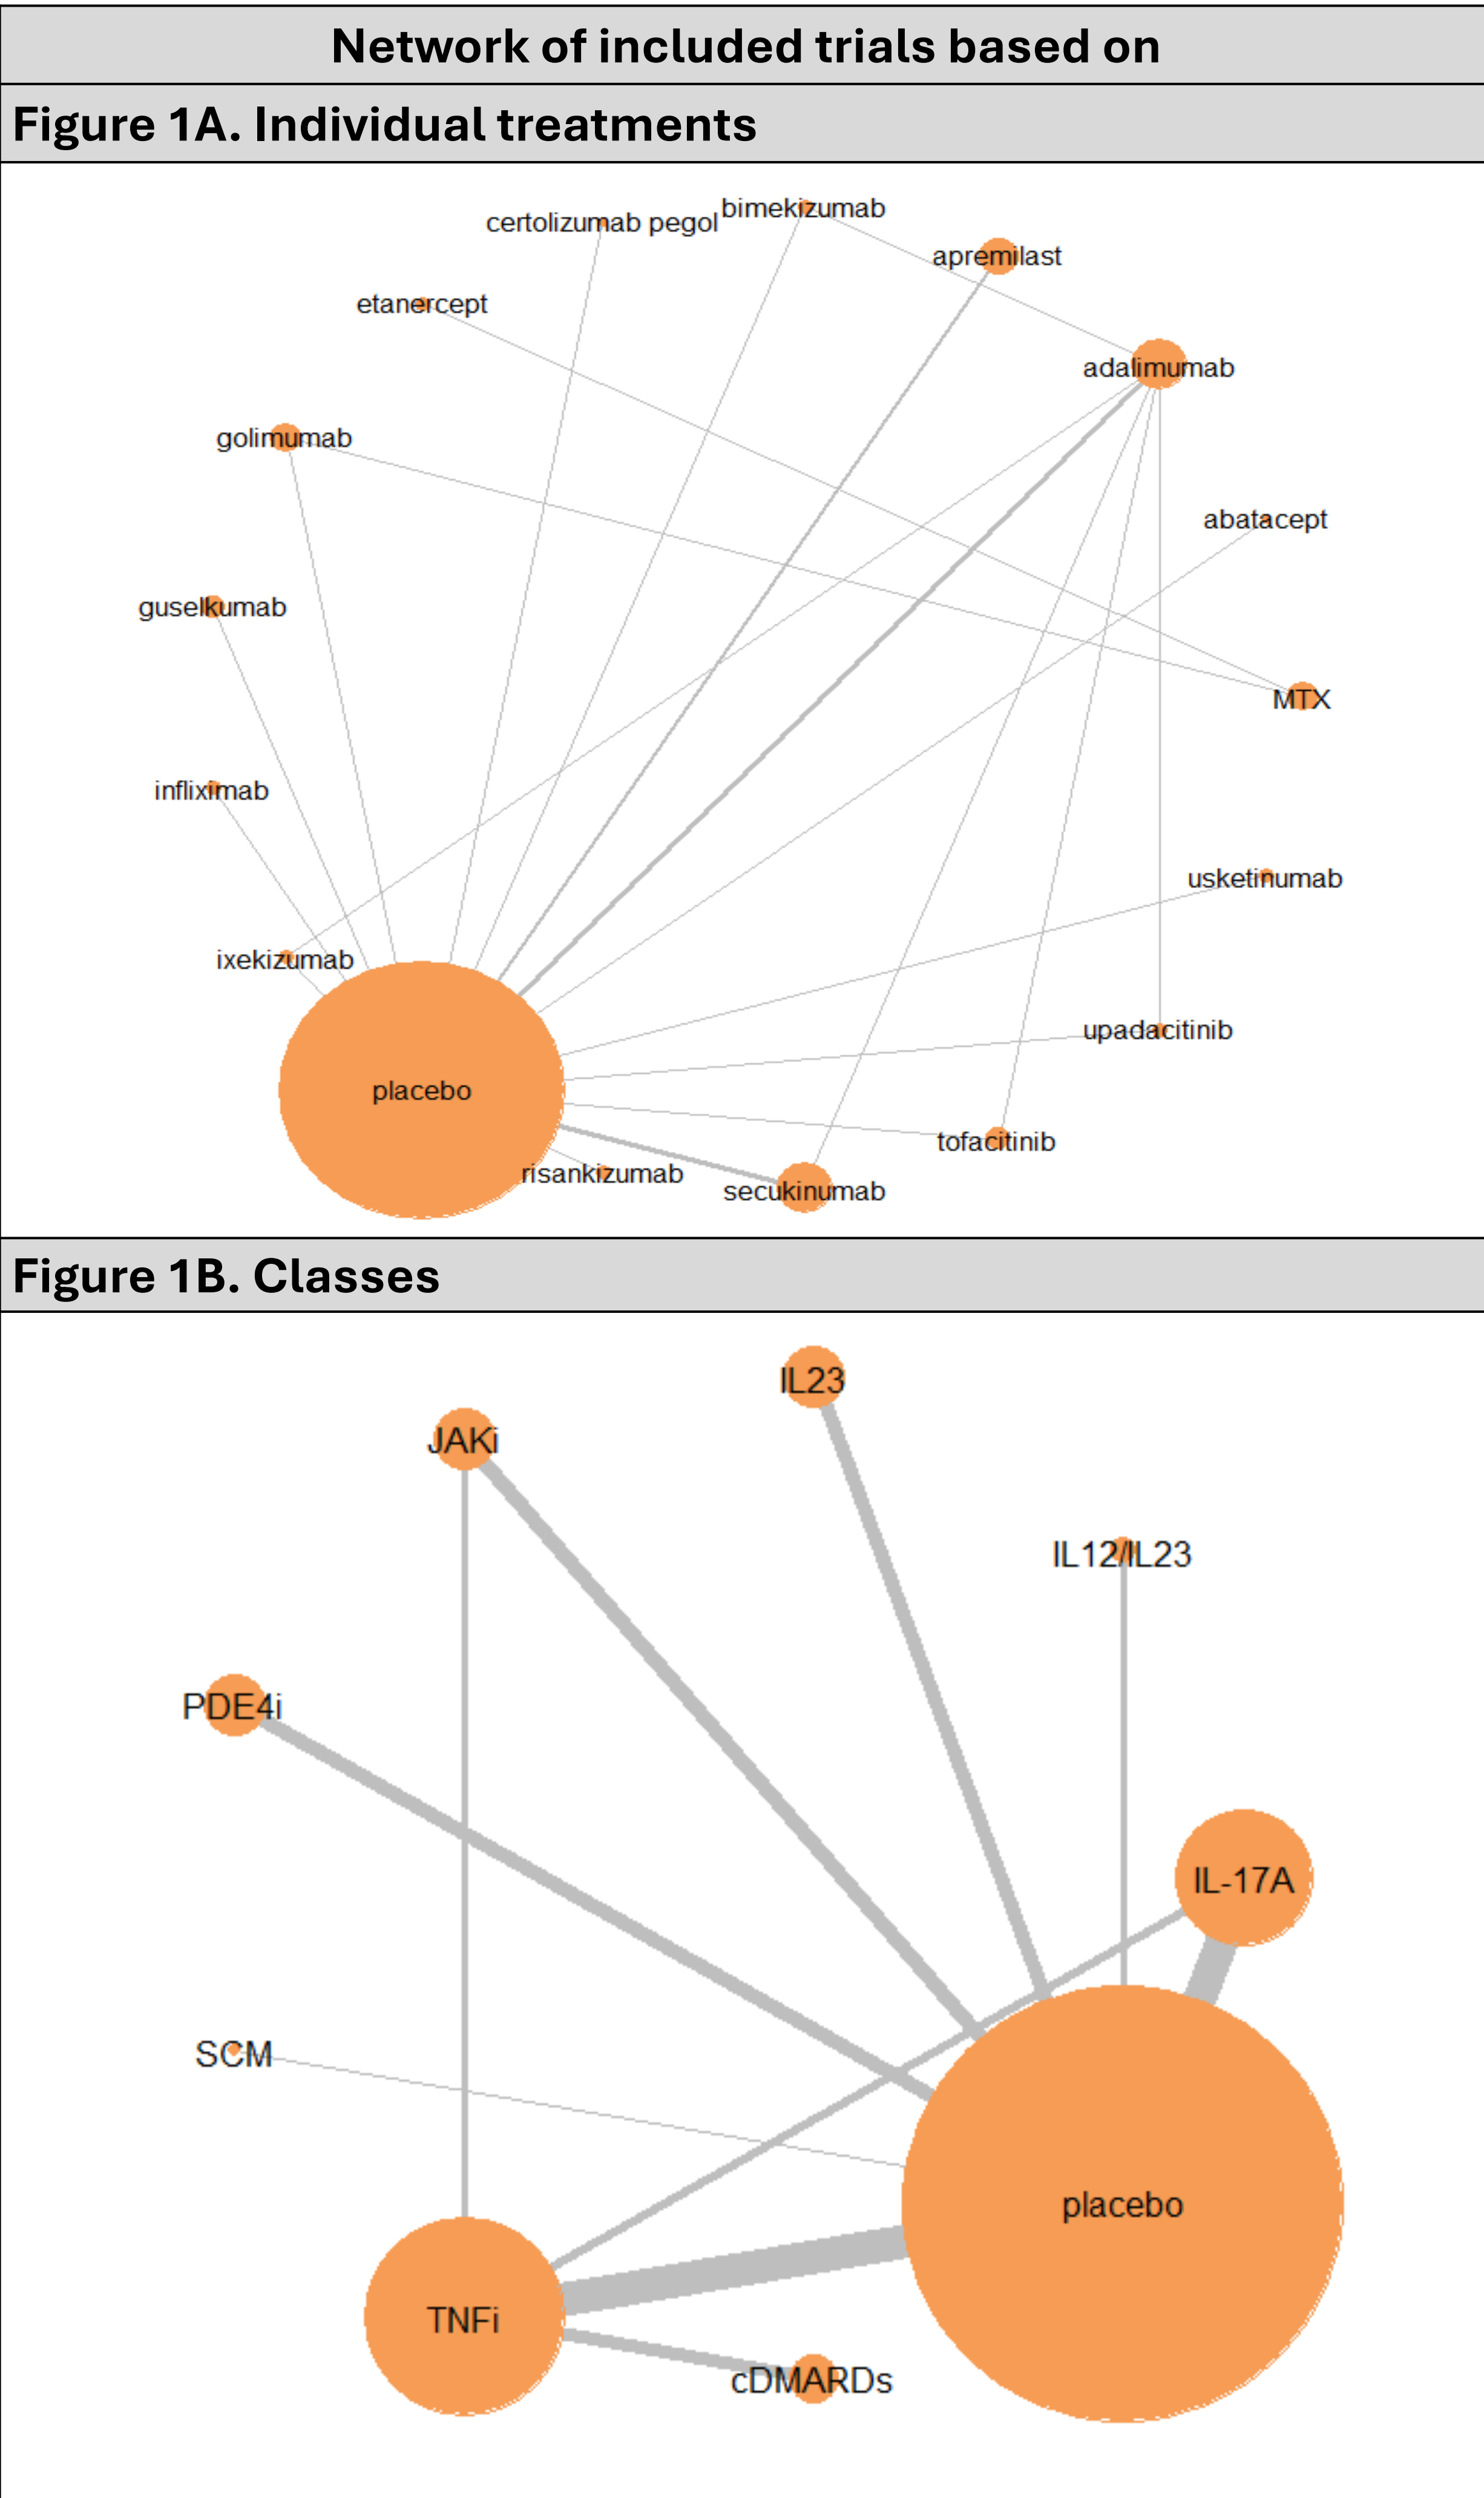 Network of included trials based on
Figure 1A. Individual treatments
certolizumab pegol
bimekizumab
apremilast
etanercept
adalimumab
golimumab
abatacept
guselkumab
MTX
infliximab
usketinumab
ixekizumab
upadacitinib
placebo
tofacitinib
risankizumab
secukinumab
Figure 1B. Classes
IL23
JAKi
IL12/IL23
PDE4i
IL-17A
SCM
placebo
TNFi
cDMARDs